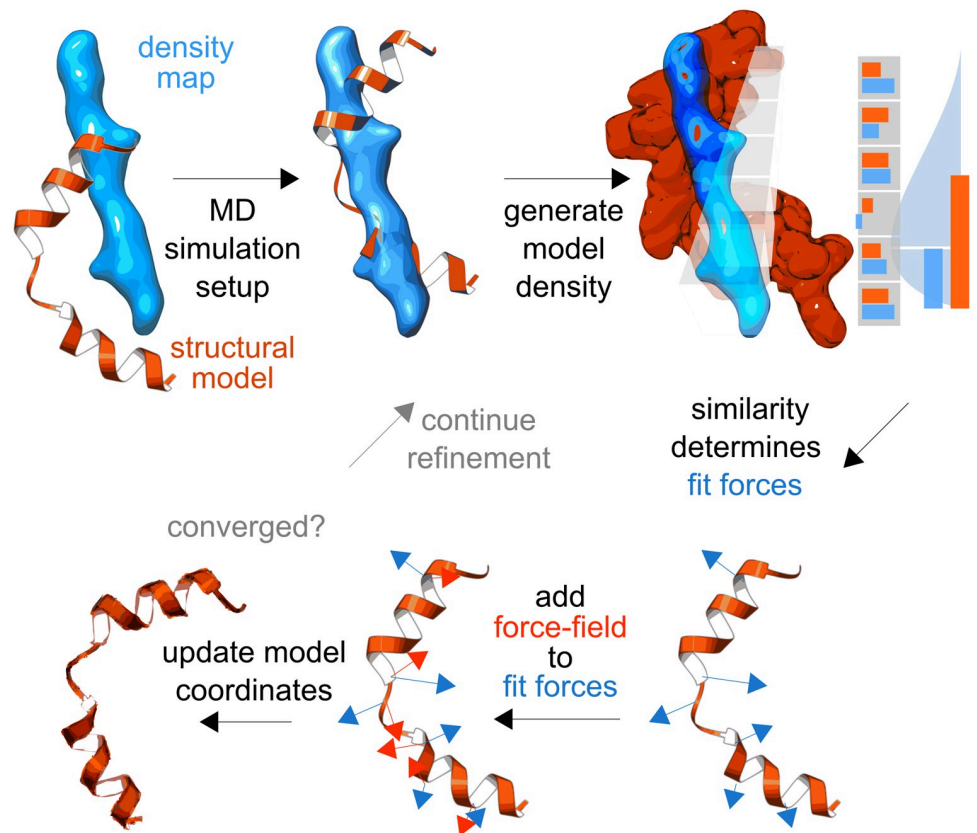 density
map
MD
simulation
setup
generate
model
density
structural
model
similarity
determines
fit forces
continue
refinement
converged?
add
force-field
to
fit forces
update model
coordinates